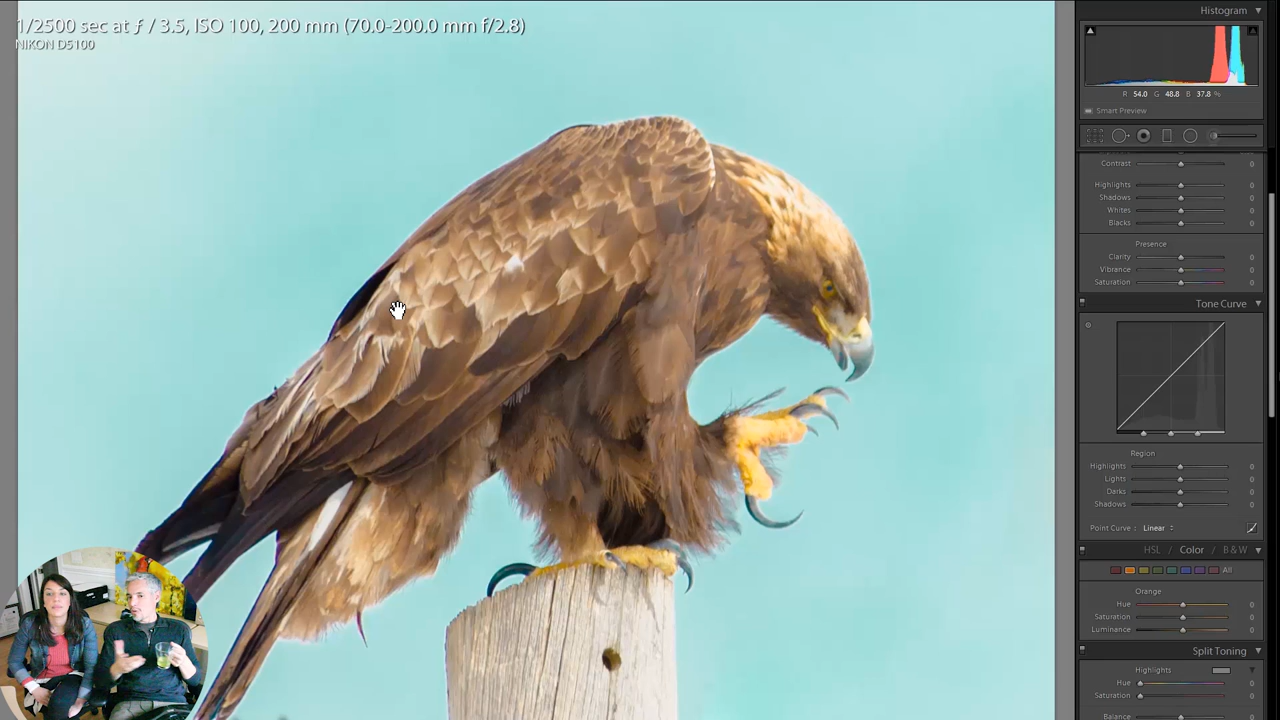 1/2500 sec at ƒ / 3.5, ISO 100, 200 mm (70.0-200.0 mm f/2.8)
NIKON D5100
Histogram
R 54.0 G 48.8 B 37.8 %
Smart Preview
Contrast 0
Highlights 0
Shadows 0
Whites 0
Blacks 0
Presence
Clarity 0
Vibrance 0
Saturation 0
Tone Curve
Region
Highlights 0
Lights 0
Darks 0
Shadows 0
Point Curve : Linear
HSL / Color / B & W
All
Orange
Hue 0
Saturation 0
Luminance 0
Split Toning
Highlights
Hue 0
Saturation 0
Balance 0